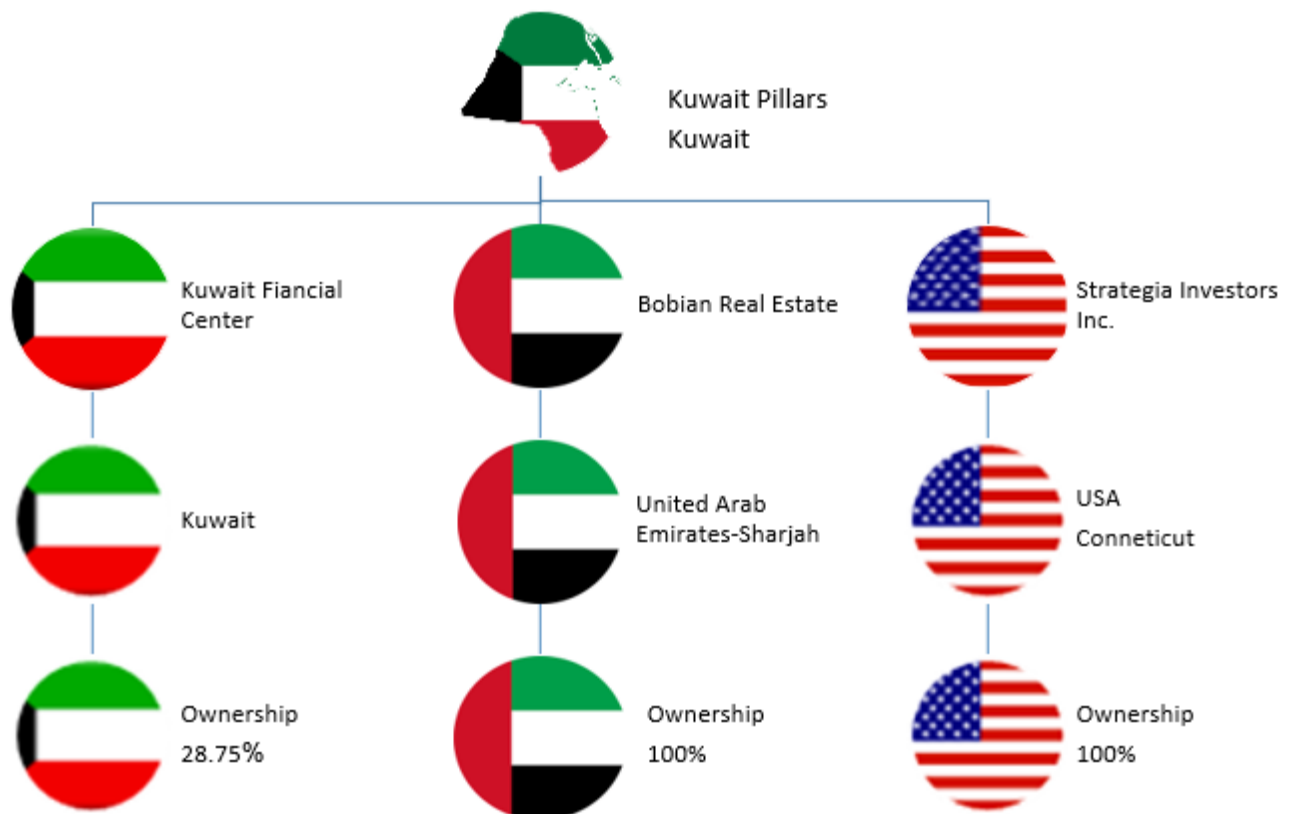 Kuwait Pillars
Kuwait
Kuwait Fiancial
Center
Bobian Real Estate
Strategia Investors
Inc.
Kuwait
United Arab
Emirates-Sharjah
USA
Conneticut
Ownership
28.75%
Ownership
100%
Ownership
100%